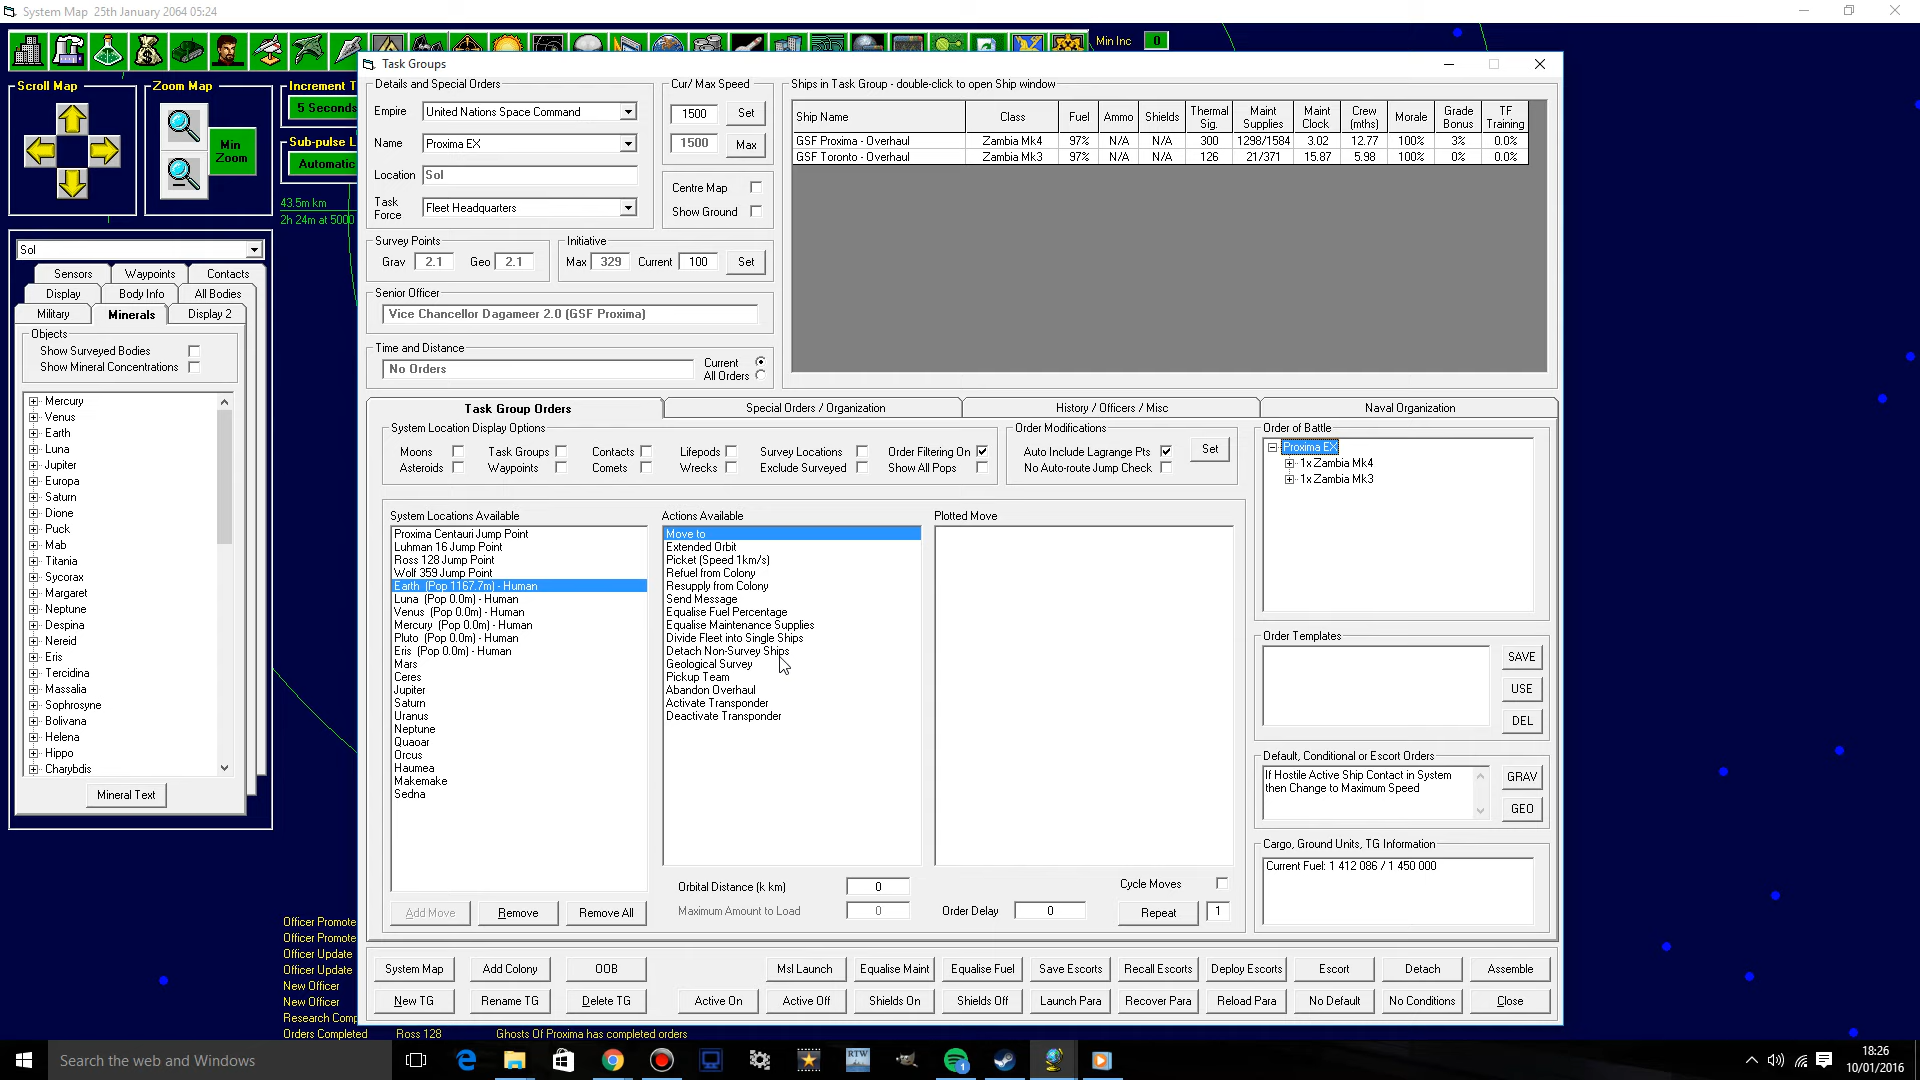 System Map 25th January 2064 05:24
Min Inc 0
Scroll Map
Zoom Map
Min Zoom
Increment T
5 Seconds
Sub-pulse L
Automatic
43.5m km
2h 24m at 5000
Sol
Sensors Waypoints Contacts
Display Body Info All Bodies
Military Minerals Display 2
Objects
Show Surveyed Bodies
Show Mineral Concentrations
Mercury
Venus
Earth
Luna
Jupiter
Europa
Saturn
Dione
Puck
Mab
Titania
Sycorax
Margaret
Neptune
Despina
Nereid
Eris
Tercidina
Massalia
Sophrosyne
Bolivana
Helena
Hippo
Charybdis
Mineral Text
Officer Promote
Officer Promote
Officer Update
Officer Update
New Officer
New Officer
Research Comp
Orders Completed Ross 128 Ghosts Of Proxima has completed orders
Task Groups
Details and Special Orders
Empire United Nations Space Command
Name Proxima EX
Location Sol
Task Force Fleet Headquarters
Cur/ Max Speed
1500 Set
1500 Max
Centre Map
Show Ground
Survey Points
Grav 2.1 Geo 2.1
Initiative
Max 329 Current 100 Set
Senior Officer
Vice Chancellor Dagameer 2.0 (GSF Proxima)
Time and Distance
No Orders
Current
All Orders
Ships in Task Group - double-click to open Ship window
Ship Name Class Fuel Ammo Shields Thermal Sig. Maint Supplies Maint Clock Crew (mths) Morale Grade Bonus TF Training
GSF Proxima - Overhaul Zambia Mk4 97% N/A N/A 300 1298/1584 3.02 12.77 100% 3% 0.0%
GSF Toronto - Overhaul Zambia Mk3 97% N/A N/A 126 21/371 15.87 5.98 100% 0% 0.0%
Task Group Orders Special Orders / Organization History / Officers / Misc Naval Organization
System Location Display Options
Moons Task Groups Contacts Lifepods Survey Locations Order Filtering On
Asteroids Waypoints Comets Wrecks Exclude Surveyed Show All Pops
Order Modifications
Auto Include Lagrange Pts
No Auto-route Jump Check
Set
Order of Battle
Proxima EX
1x Zambia Mk4
1x Zambia Mk3
System Locations Available
Proxima Centauri Jump Point
Luhman 16 Jump Point
Ross 128 Jump Point
Wolf 359 Jump Point
Earth (Pop 1167.7m) - Human
Luna (Pop 0.0m) - Human
Venus (Pop 0.0m) - Human
Mercury (Pop 0.0m) - Human
Pluto (Pop 0.0m) - Human
Eris (Pop 0.0m) - Human
Mars
Ceres
Jupiter
Saturn
Uranus
Neptune
Quaoar
Orcus
Haumea
Makemake
Sedna
Actions Available
Move to
Extended Orbit
Picket (Speed 1km/s)
Refuel from Colony
Resupply from Colony
Send Message
Equalise Fuel Percentage
Equalise Maintenance Supplies
Divide Fleet into Single Ships
Detach Non-Survey Ships
Geological Survey
Pickup Team
Abandon Overhaul
Activate Transponder
Deactivate Transponder
Plotted Move
Add Move Remove Remove All
Orbital Distance (k km) 0
Maximum Amount to Load 0
Order Delay 0
Cycle Moves
Repeat 1
Order Templates
SAVE
USE
DEL
Default, Conditional or Escort Orders
If Hostile Active Ship Contact in System
then Change to Maximum Speed
GRAV
GEO
Cargo, Ground Units, TG Information
Current Fuel: 1 412 086 / 1 450 000
System Map Add Colony OOB Msl Launch Equalise Maint Equalise Fuel Save Escorts Recall Escorts Deploy Escorts Escort Detach Assemble
New TG Rename TG Delete TG Active On Active Off Shields On Shields Off Launch Para Recover Para Reload Para No Default No Conditions Close
Search the web and Windows
RTW
1
18:26
10/01/2016